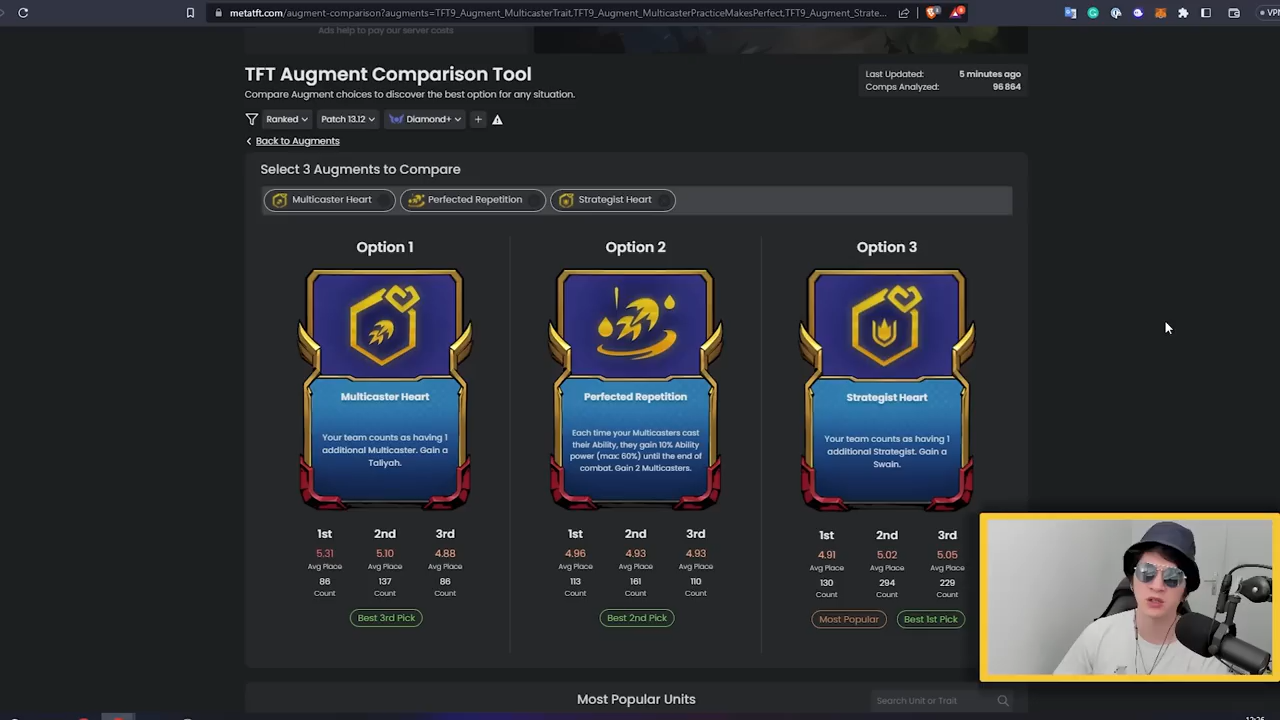 metatft.com/augment-comparison?augments=TFT9_Augment_MulticasterTrait,TFT9_Augment_MulticasterPracticeMakesPerfect,TFT9_Augment_Strate...
VPN
Ads help to pay our server costs
TFT Augment Comparison Tool
Compare Augment choices to discover the best option for any situation.
Last Updated: 5 minutes ago
Comps Analyzed: 96 864
Ranked Patch 13.12 Diamond+ +
< Back to Augments
Select 3 Augments to Compare
Multicaster Heart Perfected Repetition Strategist Heart
Option 1
Multicaster Heart
Your team counts as having 1
additional Multicaster. Gain a
Taliyah.
1st 2nd 3rd
5.31 5.10 4.88
Avg Place Avg Place Avg Place
86 137 86
Count Count Count
Best 3rd Pick
Option 2
Perfected Repetition
Each time your Multicasters cast
their Ability, they gain 10% Ability
power (max: 60%) until the end of
combat. Gain 2 Multicasters.
1st 2nd 3rd
4.96 4.93 4.93
Avg Place Avg Place Avg Place
113 161 110
Count Count Count
Best 2nd Pick
Option 3
Strategist Heart
Your team counts as having 1
additional Strategist. Gain a
Swain.
1st 2nd 3rd
4.91 5.02 5.05
Avg Place Avg Place Avg Place
130 294 229
Count Count Count
Most Popular Best 1st Pick
Most Popular Units
Search Unit or Trait